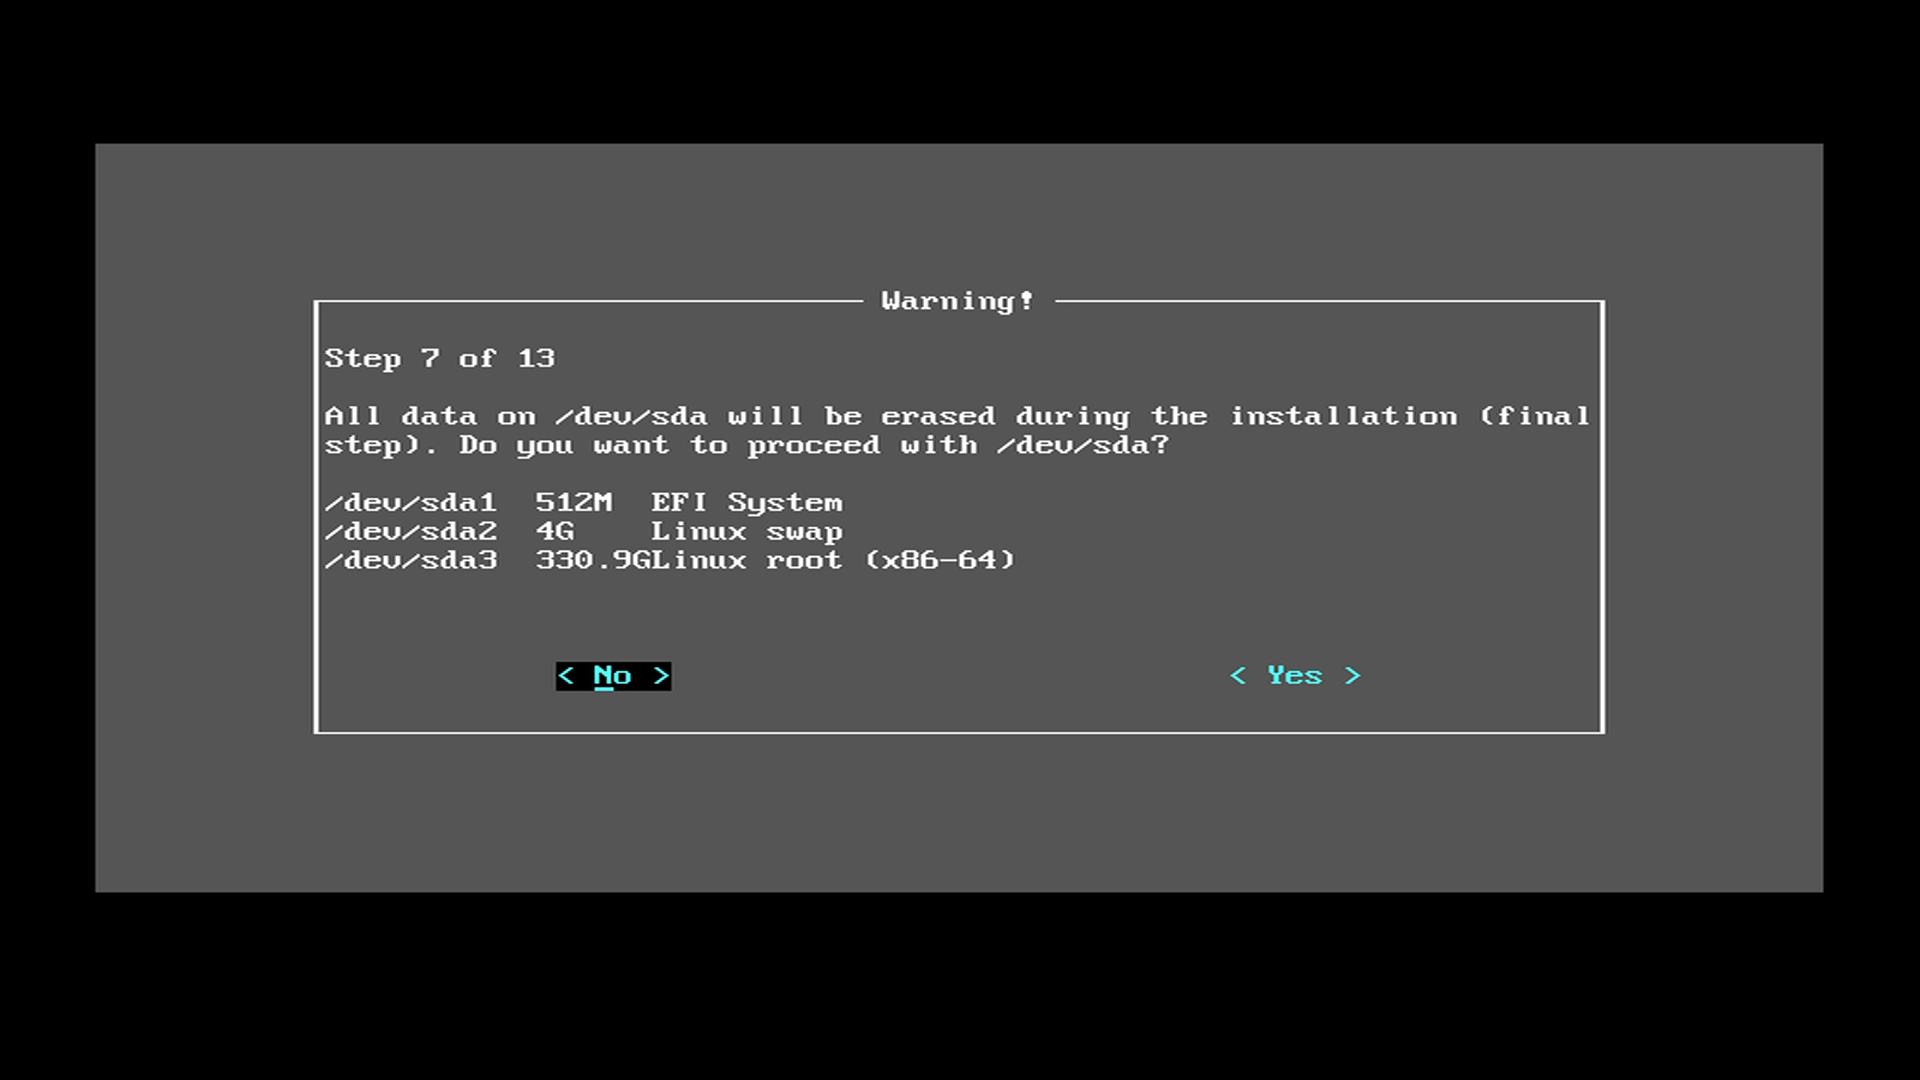 Warning!
Step 7 of 13
All data on /dev/sda will be erased during the installation (final
step). Do you want to proceed with /dev/sda?
/dev/sda1 512M EFI System
/dev/sda2 4G Linux swap
/dev/sda3 330.9GLinux root (x86-64)
< No > < Yes >